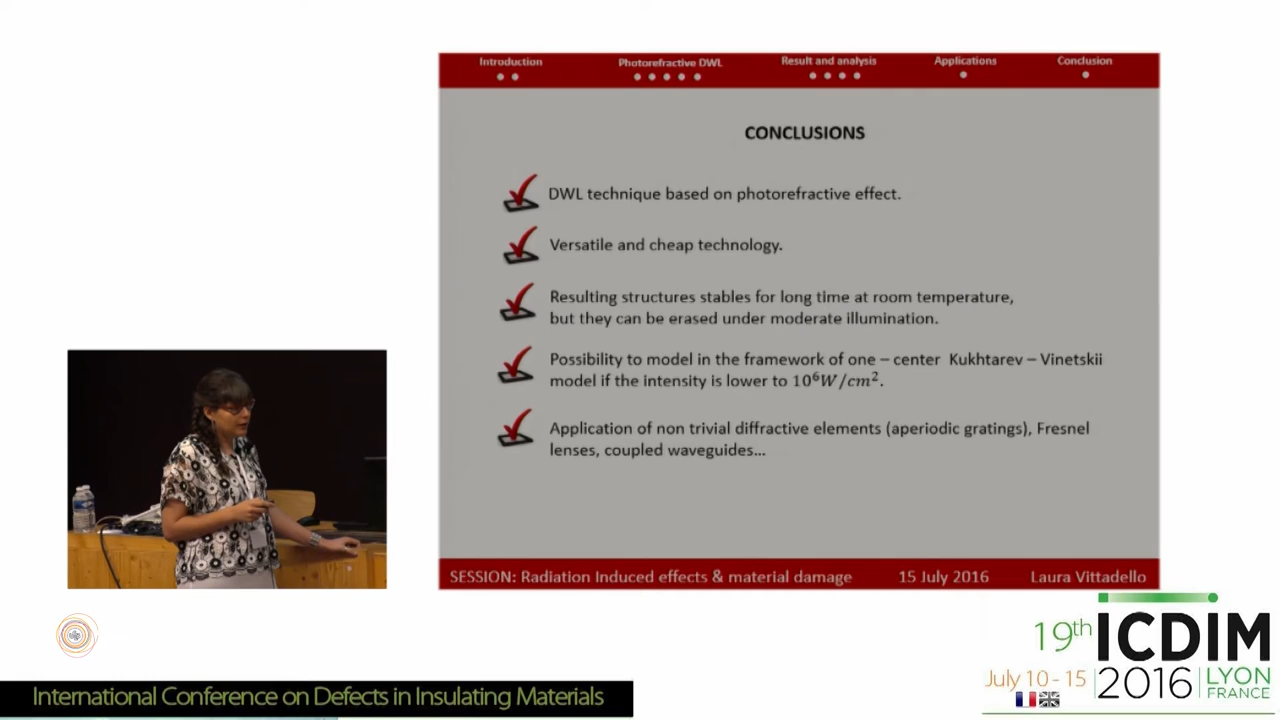 Introduction
Photorefractive DWL
Result and analysis
Applications
Conclusion
CONCLUSIONS
DWL technique based on photorefractive effect.
Versatile and cheap technology.
Resulting structures stables for long time at room temperature,
but they can be erased under moderate illumination.
Possibility to model in the framework of one – center Kukhtarev – Vinetskii
model if the intensity is lower to 10⁶W/cm².
Application of non trivial diffractive elements (aperiodic gratings), Fresnel
lenses, coupled waveguides...
SESSION: Radiation Induced effects & material damage 15 July 2016 Laura Vittadello
19th ICDIM
July 10 - 15 2016 LYON
FRANCE
International Conference on Defects in Insulating Materials